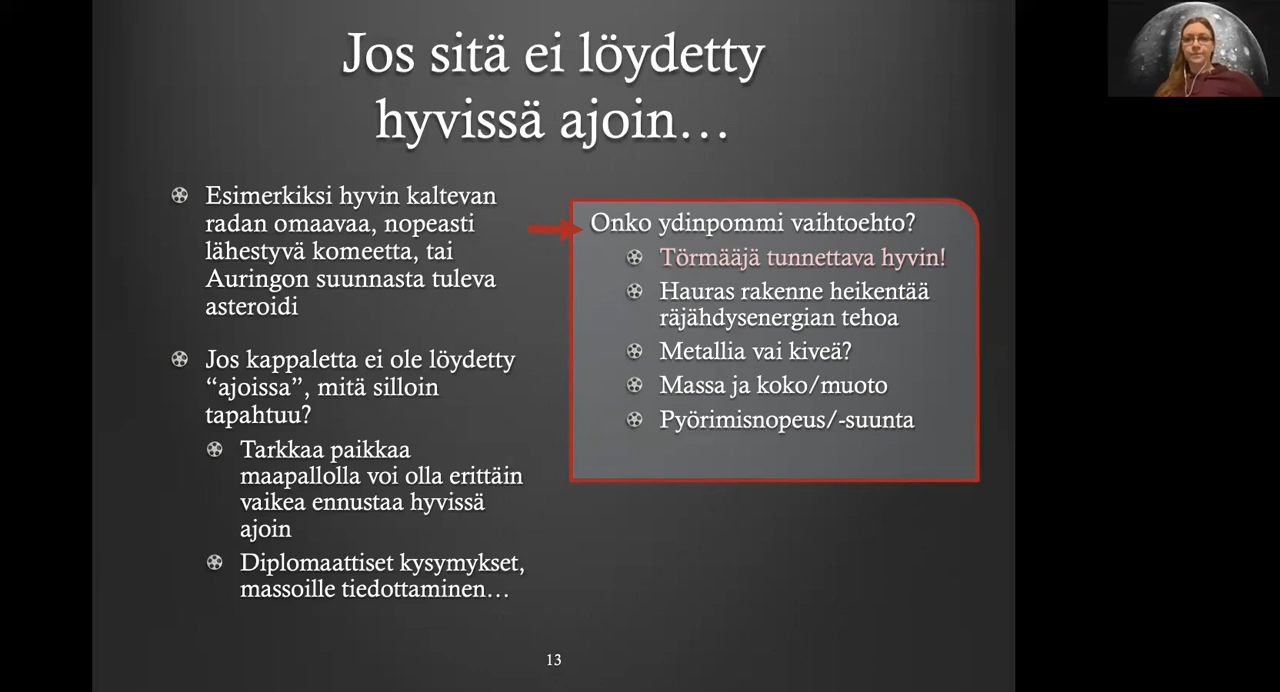 Jos sitä ei löydetty
hyvissä ajoin…
Esimerkiksi hyvin kaltevan
radan omaavaa, nopeasti
lähestyvä komeetta, tai
Auringon suunnasta tuleva
asteroidi
Jos kappaletta ei ole löydetty
“ajoissa”, mitä silloin
tapahtuu?
Tarkkaa paikkaa
maapallolla voi olla erittäin
vaikea ennustaa hyvissä
ajoin
Diplomaattiset kysymykset,
massoille tiedottaminen…
Onko ydinpommi vaihtoehto?
Törmääjä tunnettava hyvin!
Hauras rakenne heikentää
räjähdysenergian tehoa
Metallia vai kiveä?
Massa ja koko/muoto
Pyörimisnopeus/-suunta
13